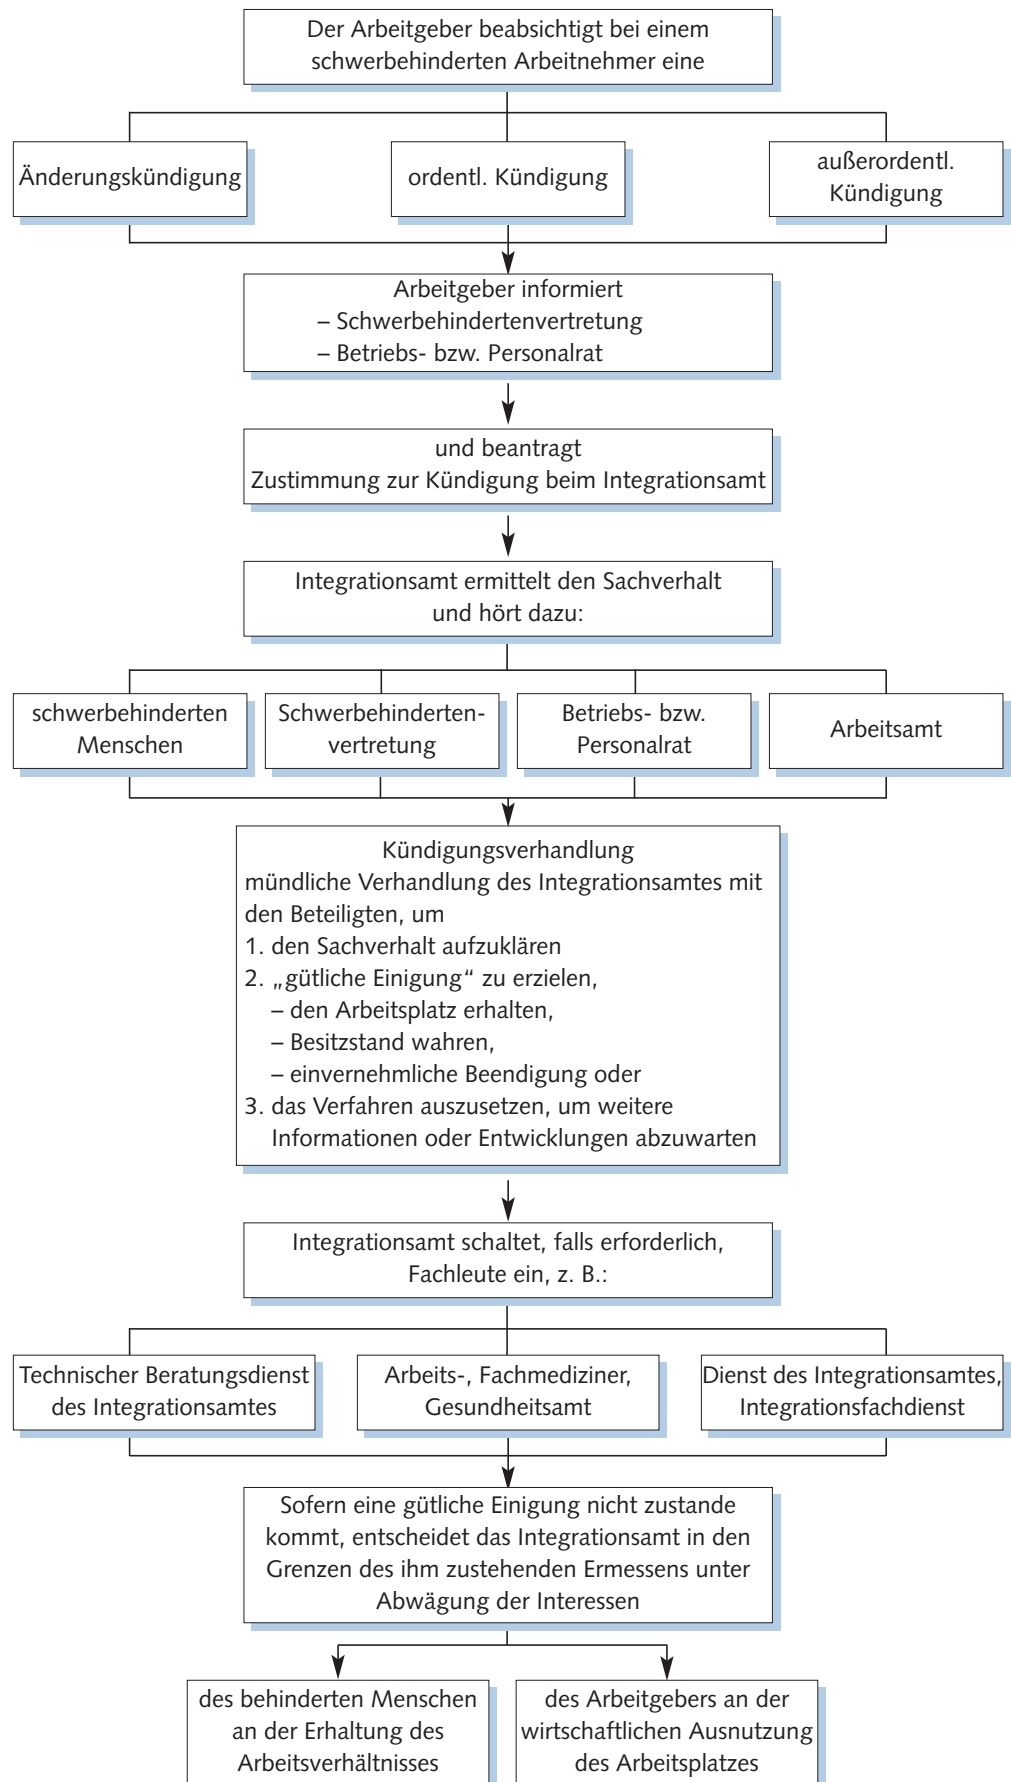 Der Arbeitgeber beabsichtigt bei einem
schwerbehinderten Arbeitnehmer eine
Änderungskündigung
ordentl. Kündigung
außerordentl.
Kündigung
Arbeitgeber informiert
– Schwerbehindertenvertretung
– Betriebs- bzw. Personalrat
und beantragt
Zustimmung zur Kündigung beim Integrationsamt
Integrationsamt ermittelt den Sachverhalt
und hört dazu:
schwerbehinderten
Menschen
Schwerbehinderten-
vertretung
Betriebs- bzw.
Personalrat
Arbeitsamt
Kündigungsverhandlung
mündliche Verhandlung des Integrationsamtes mit
den Beteiligten, um
1. den Sachverhalt aufzuklären
2. „gütliche Einigung“ zu erzielen,
– den Arbeitsplatz erhalten,
– Besitzstand wahren,
– einvernehmliche Beendigung oder
3. das Verfahren auszusetzen, um weitere
Informationen oder Entwicklungen abzuwarten
Integrationsamt schaltet, falls erforderlich,
Fachleute ein, z. B.:
Technischer Beratungsdienst
des Integrationsamtes
Arbeits-, Fachmediziner,
Gesundheitsamt
Dienst des Integrationsamtes,
Integrationsfachdienst
Sofern eine gütliche Einigung nicht zustande
kommt, entscheidet das Integrationsamt in den
Grenzen des ihm zustehenden Ermessens unter
Abwägung der Interessen
des behinderten Menschen
an der Erhaltung des
Arbeitsverhältnisses
des Arbeitgebers an der
wirtschaftlichen Ausnutzung
des Arbeitsplatzes